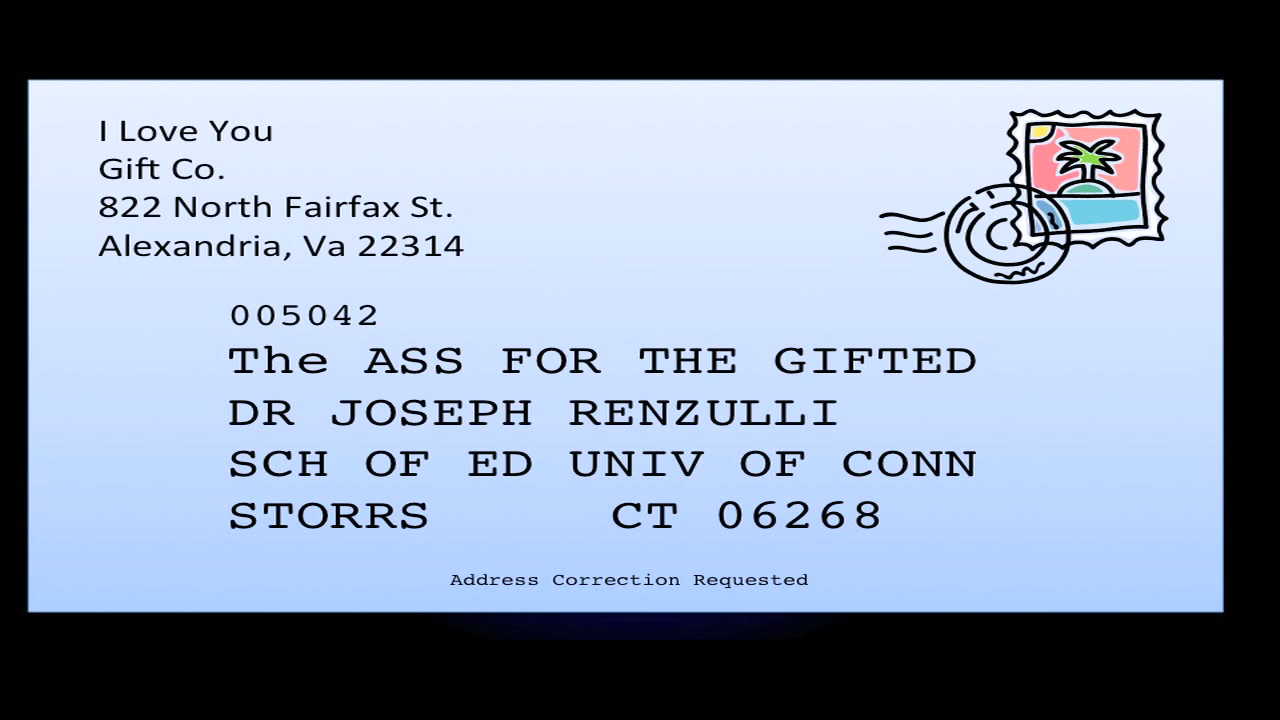 I Love You
Gift Co.
822 North Fairfax St.
Alexandria, Va 22314
005042
The ASS FOR THE GIFTED
DR JOSEPH RENZULLI
SCH OF ED UNIV OF CONN
STORRS CT 06268
Address Correction Requested